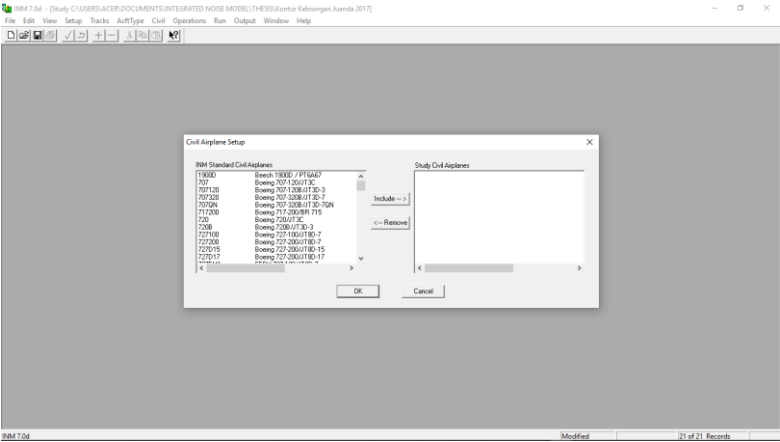 INM 7.0d - [Study C:\USERS\ACER\DOCUMENTS\INTEGRATED NOISE MODEL\THESIS\Kontur Kebisingan Juanda 2017]
File Edit View Setup Tracks AcftType Civil Operations Run Output Window Help
Civil Airplane Setup
INM Standard Civil Airplanes
Study Civil Airplanes
1900D Beech 1900D / PT6A67
707 Boeing 707-120/JT3C
707120 Boeing 707-120B/JT3D-3
707320 Boeing 707-320B/JT3D-7
707QN Boeing 707-320B/JT3D-7QN
717200 Boeing 717-200/BR 715
720 Boeing 720/JT3C
720B Boeing 720B/JT3D-3
727100 Boeing 727-100/JT8D-7
727200 Boeing 727-200/JT8D-7
727D15 Boeing 727-200/JT8D-15
727D17 Boeing 727-200/JT8D-17
Include -->
<-- Remove
OK
Cancel
INM 7.0d
Modified
21 of 21 Records